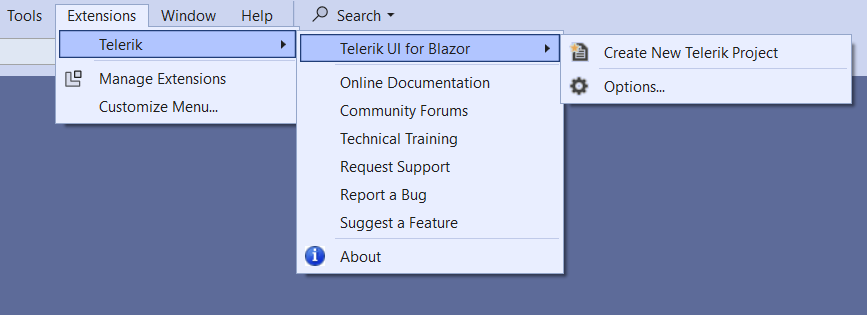 Tools Extensions Window Help Search
Telerik
Manage Extensions
Customize Menu...
Telerik UI for Blazor
Online Documentation
Community Forums
Technical Training
Request Support
Report a Bug
Suggest a Feature
About
Create New Telerik Project
Options...